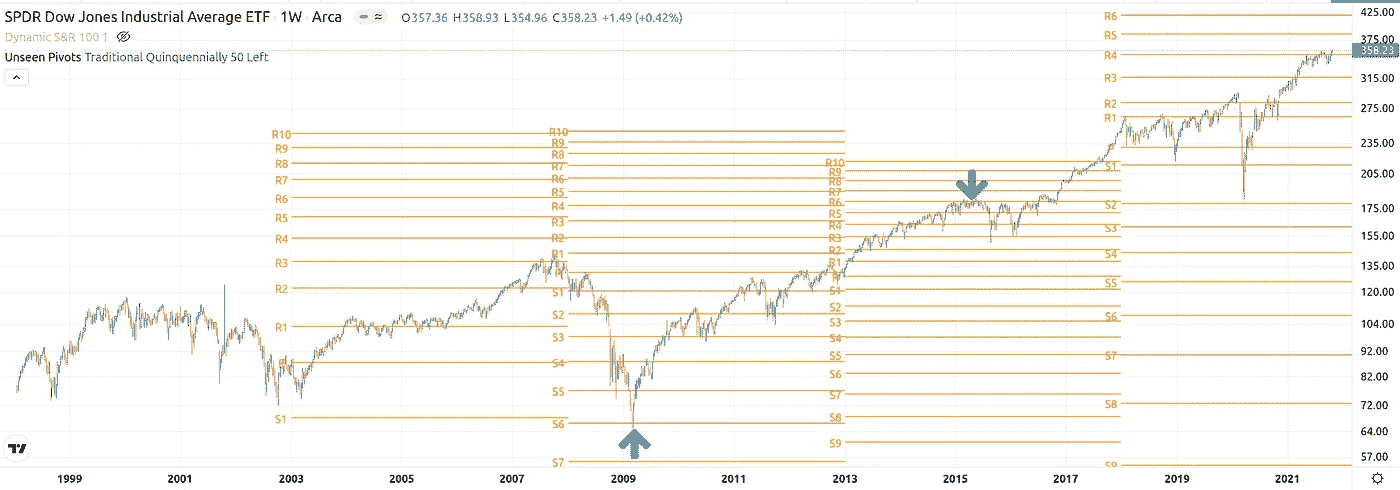 SPDR Dow Jones Industrial Average ETF · 1W · Arca O357.36 H358.93 L354.96 C358.23 +1.49 (+0.42%)
Dynamic S&R 100 1
Unseen Pivots Traditional Quinquennially 50 Left
R10
R9
R8
R7
R6
R5
R4
R3
R2
R1
S1
R10
R9
R8
R7
R6
R5
R4
R3
R2
R1
S1
S2
S3
S4
S5
S6
S7
R10
R9
R8
R7
R6
R5
R4
R3
R2
R1
S1
S2
S3
S4
S5
S6
S7
S8
S9
R6
R5
R4
R3
R2
R1
S1
S2
S3
S4
S5
S6
S7
S8
S9
425.00
375.00
358.23
315.00
275.00
235.00
205.00
175.00
155.00
135.00
120.00
104.00
92.00
82.00
72.00
64.00
57.00
1999 2001 2003 2005 2007 2009 2011 2013 2015 2017 2019 2021